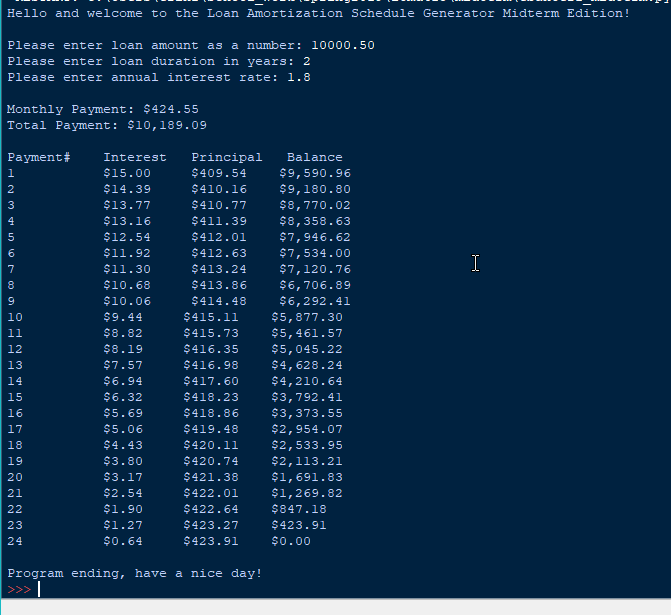 Hello and welcome to the Loan Amortization Schedule Generator Midterm Edition!
Please enter loan amount as a number: 10000.50
Please enter loan duration in years: 2
Please enter annual interest rate: 1.8
Monthly Payment: $424.55
Total Payment: $10,189.09
Payment# Interest Principal Balance
1 $15.00 $409.54 $9,590.96
2 $14.39 $410.16 $9,180.80
3 $13.77 $410.77 $8,770.02
4 $13.16 $411.39 $8,358.63
5 $12.54 $412.01 $7,946.62
6 $11.92 $412.63 $7,534.00
7 $11.30 $413.24 $7,120.76
8 $10.68 $413.86 $6,706.89
9 $10.06 $414.48 $6,292.41
10 $9.44 $415.11 $5,877.30
11 $8.82 $415.73 $5,461.57
12 $8.19 $416.35 $5,045.22
13 $7.57 $416.98 $4,628.24
14 $6.94 $417.60 $4,210.64
15 $6.32 $418.23 $3,792.41
16 $5.69 $418.86 $3,373.55
17 $5.06 $419.48 $2,954.07
18 $4.43 $420.11 $2,533.95
19 $3.80 $420.74 $2,113.21
20 $3.17 $421.38 $1,691.83
21 $2.54 $422.01 $1,269.82
22 $1.90 $422.64 $847.18
23 $1.27 $423.27 $423.91
24 $0.64 $423.91 $0.00
Program ending, have a nice day!
>>>